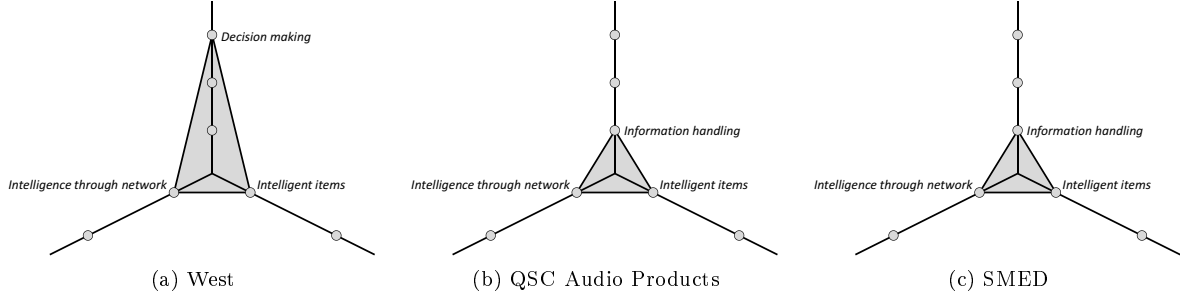 Decision making
Intelligence through network
Intelligent items
(a) West
Information handling
Intelligence through network
Intelligent items
(b) QSC Audio Products
Information handling
Intelligence through network
Intelligent items
(c) SMED